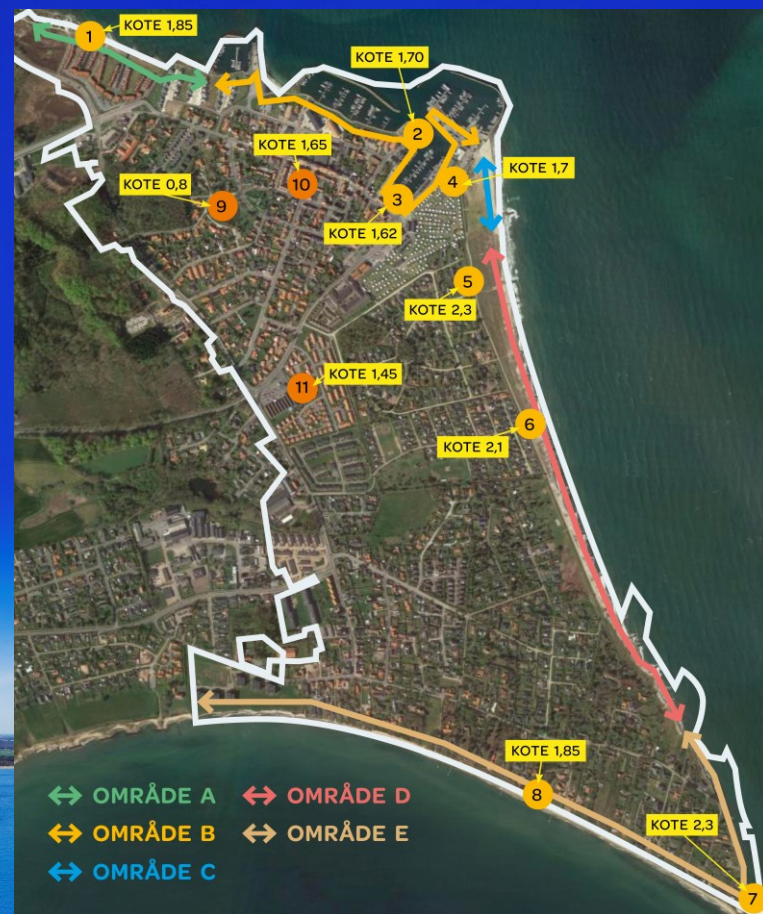 KOTE 1,85
1
KOTE 1,70
2
KOTE 1,65
10
KOTE 1,7
4
KOTE 0,8
9
3
KOTE 1,62
5
KOTE 2,3
KOTE 1,45
11
6
KOTE 2,1
KOTE 1,85
8
KOTE 2,3
7
OMRÅDE A
OMRÅDE B
OMRÅDE C
OMRÅDE D
OMRÅDE E